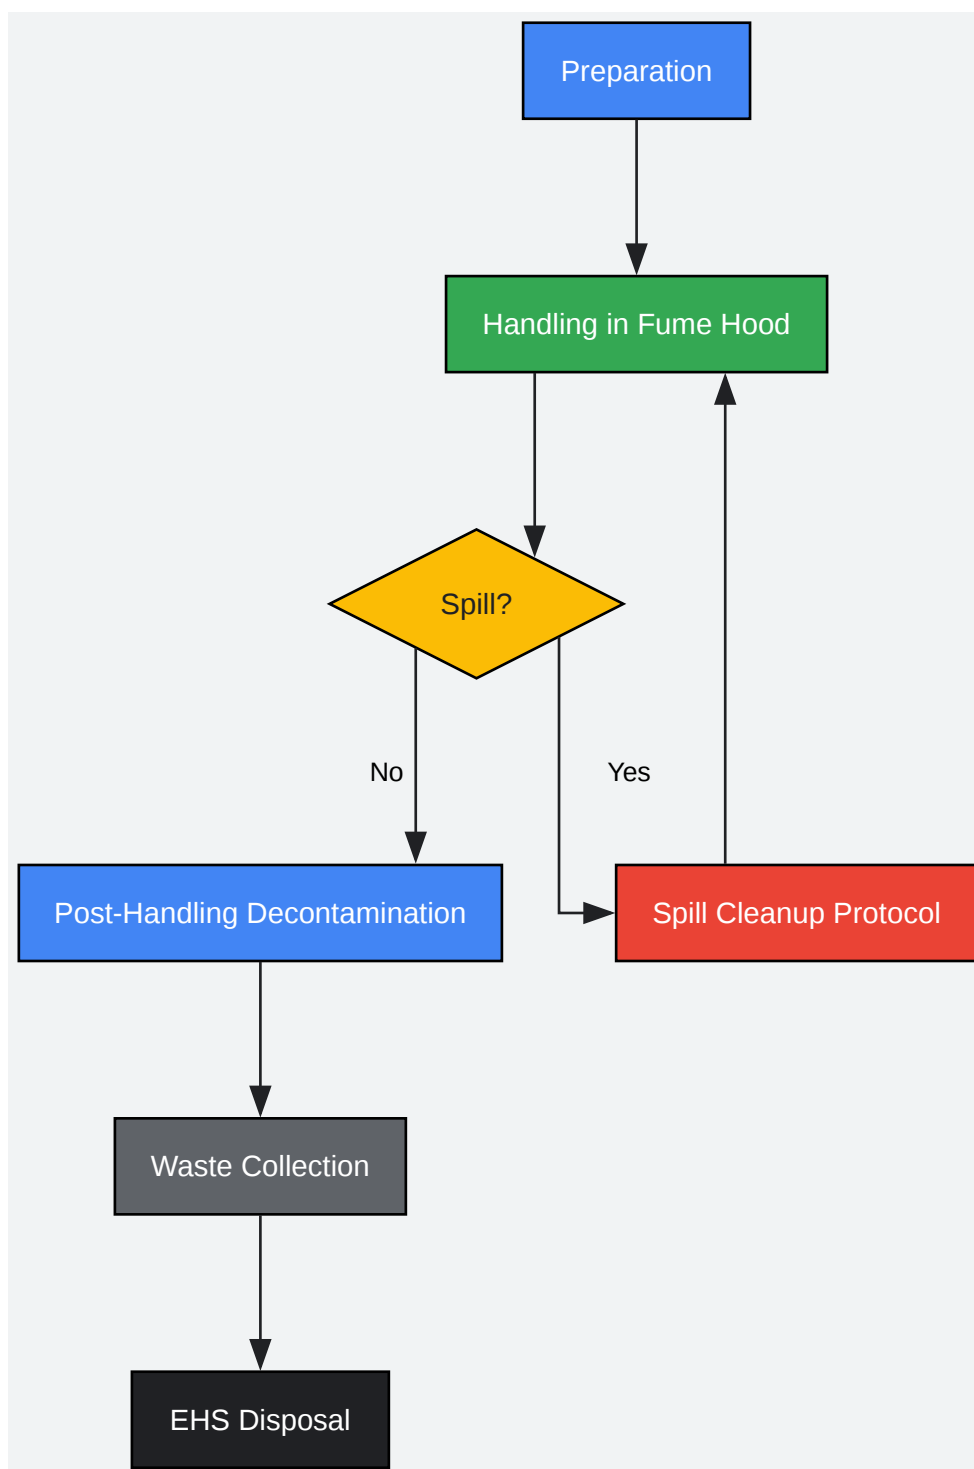 Preparation
Handling in Fume Hood
Spill?
No
Yes
Post-Handling Decontamination
Spill Cleanup Protocol
Waste Collection
EHS Disposal